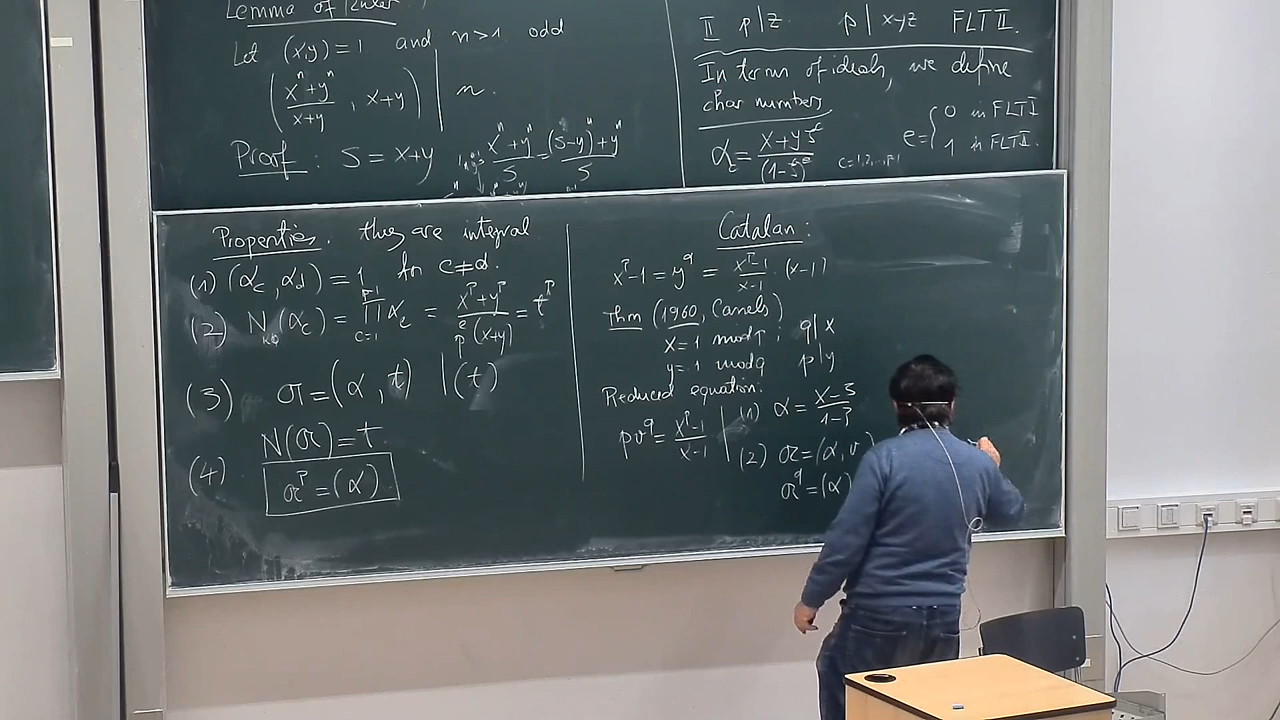 Lemma of Euler.
Let (x,y)=1 and n>1 odd
( (x^n+y^n)/(x+y) , x+y ) | n.
Proof: S = x+y (x^n+y^n)/S = ((S-y)^n+y^n)/S
II p|z. p | xyz FLT II.
In terms of ideals, we define
char numbers
α_c = (x+yζ^c)/(1-ζ)^e c=1,2,..,p-1 e = { 0 in FLT I
1 in FLT II.
Properties. they are integral
(1) (α_c, α_d) = 1 for c≠d.
(2) N(α_c) = ∏_{c=1}^{p-1} α_c = (x^p+y^p)/(p^e(x+y)) = t^p
(3) 𝔞 = (α, t) | (t)
N(𝔞) = t.
(4) 𝔞^p = (α)
Catalan:
x^p-1 = y^q = (x^p-1)/(x-1) · (x-1)
Thm (1960, Cassels)
x = 1 mod p ; q|x
y = -1 mod q p|y
Reduced equation:
p v^q = (x^p-1)/(x-1)
(1) α = (x-ζ)/(1-ζ)
(2) 𝔞 = (α, v)
𝔞^q = (α)